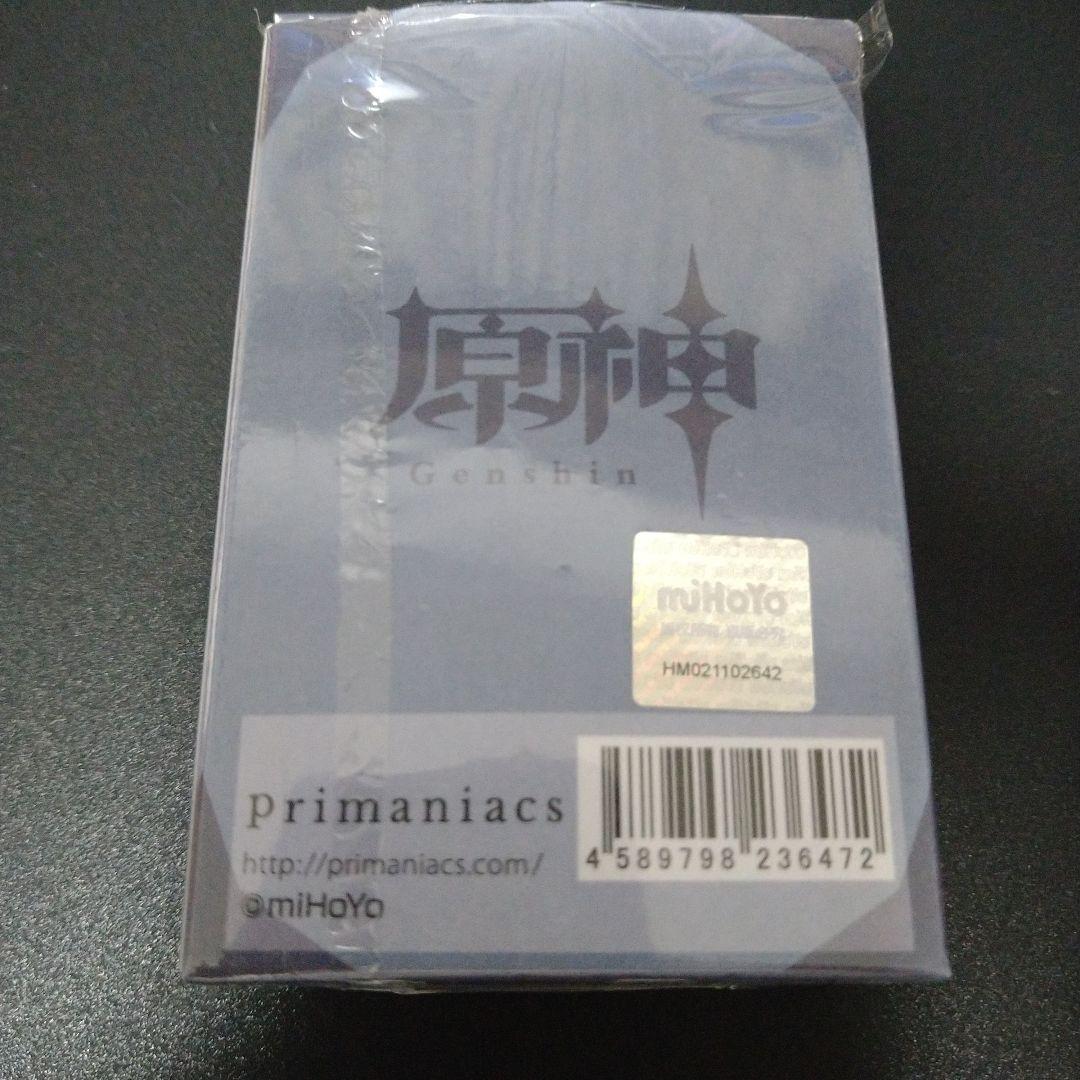 原神
Genshin
miHoYo
HM021102642
primaniacs
http://primaniacs.com/
©miHoYo
4 589798 236472